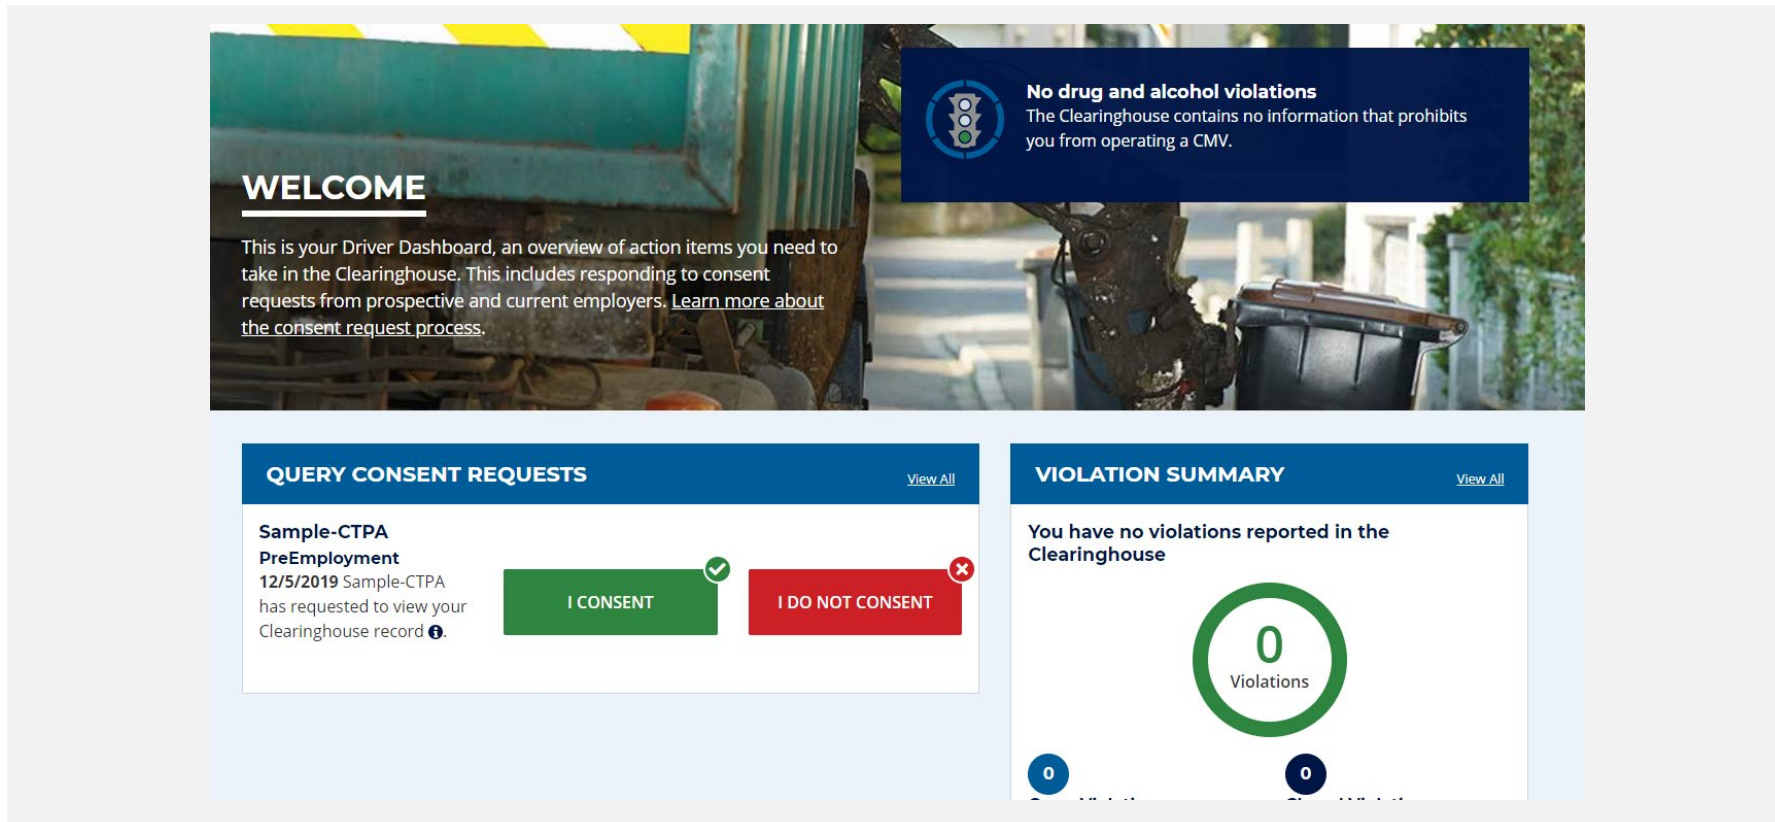 No drug and alcohol violations
The Clearinghouse contains no information that prohibits
you from operating a CMV.
WELCOME
This is your Driver Dashboard, an overview of action items you need to
take in the Clearinghouse. This includes responding to consent
requests from prospective and current employers. Learn more about
the consent request process.
QUERY CONSENT REQUESTS
View All
Sample-CTPA
PreEmployment
12/5/2019 Sample-CTPA
has requested to view your
Clearinghouse record.
I CONSENT
I DO NOT CONSENT
VIOLATION SUMMARY
View All
You have no violations reported in the
Clearinghouse
0
Violations
0
0